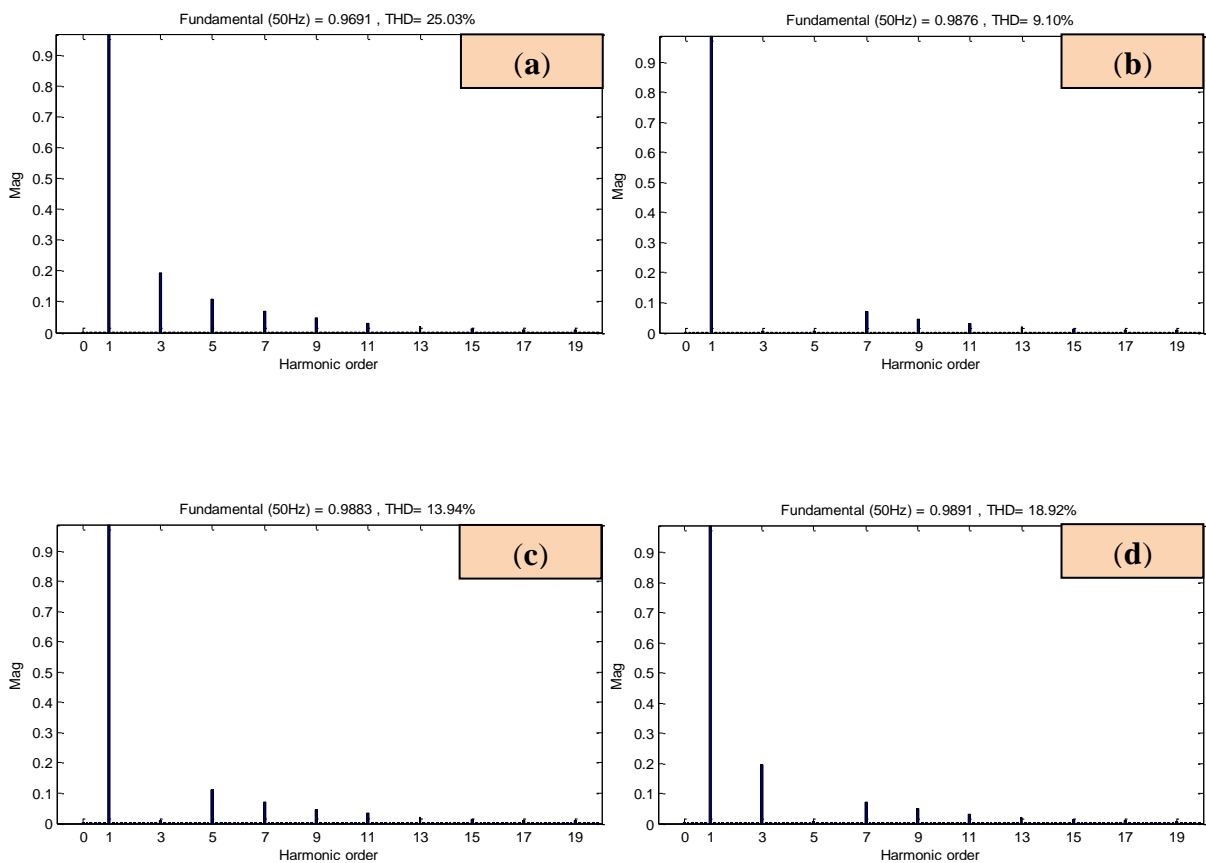 Fundamental (50Hz) = 0.9691 , THD= 25.03%
(a)
0.9
0.8
0.7
0.6
0.5
0.4
0.3
0.2
0.1
0
Mag
0 1 3 5 7 9 11 13 15 17 19
Harmonic order
Fundamental (50Hz) = 0.9876 , THD= 9.10%
(b)
0.9
0.8
0.7
0.6
0.5
0.4
0.3
0.2
0.1
0
Mag
0 1 3 5 7 9 11 13 15 17 19
Harmonic order
Fundamental (50Hz) = 0.9883 , THD= 13.94%
(c)
0.9
0.8
0.7
0.6
0.5
0.4
0.3
0.2
0.1
0
Mag
0 1 3 5 7 9 11 13 15 17 19
Harmonic order
Fundamental (50Hz) = 0.9891 , THD= 18.92%
(d)
0.9
0.8
0.7
0.6
0.5
0.4
0.3
0.2
0.1
0
Mag
0 1 3 5 7 9 11 13 15 17 19
Harmonic order